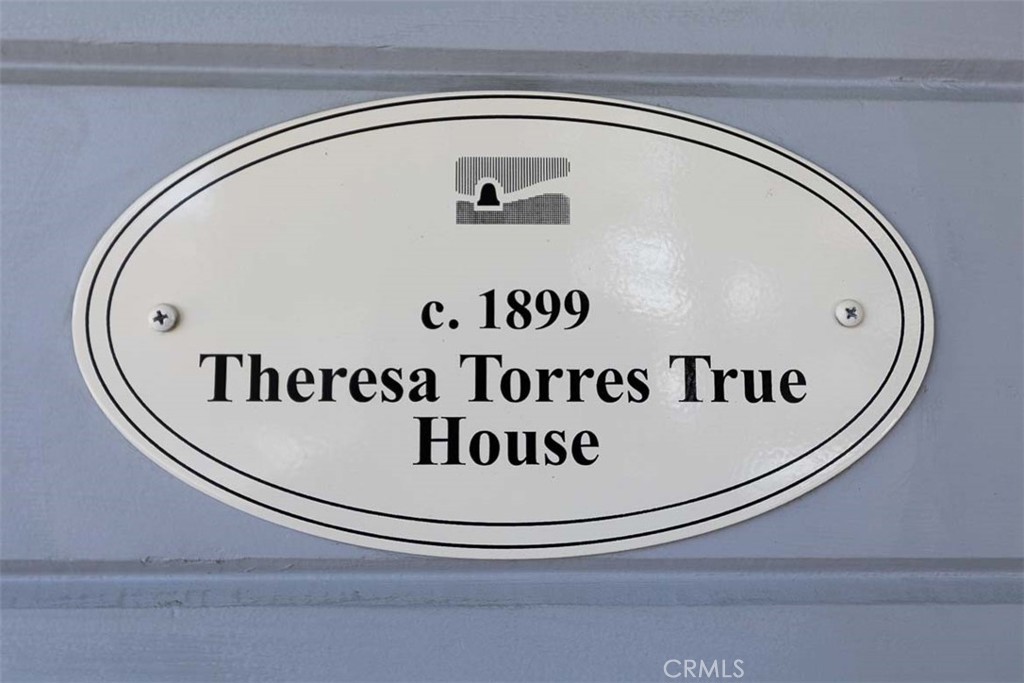 c. 1899
Theresa Torres True
House
CRMLS